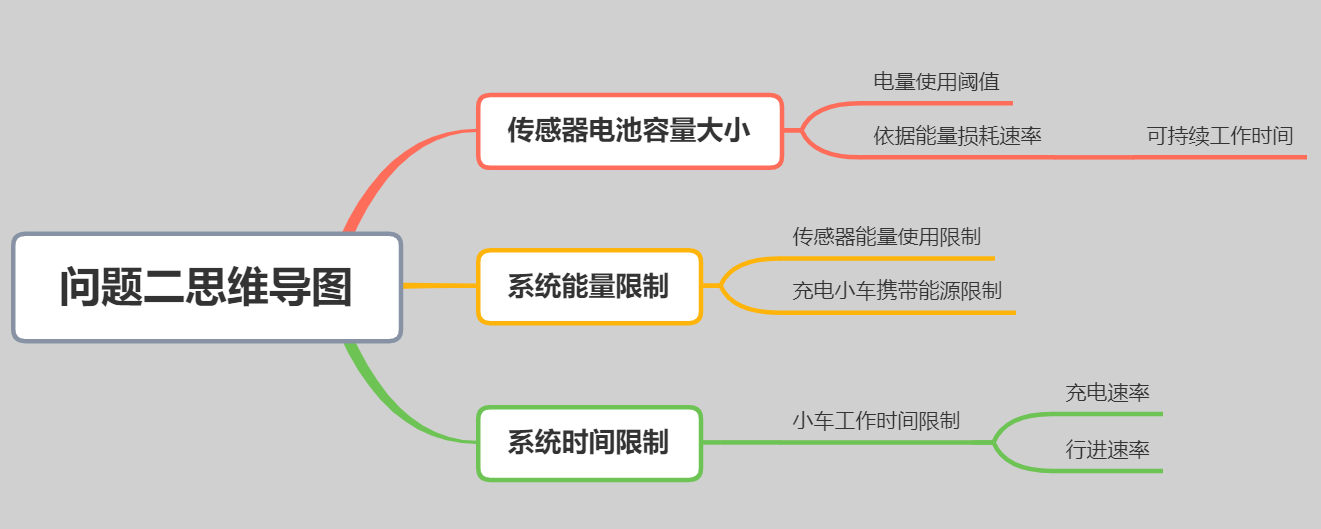 问题二思维导图
传感器电池容量大小
电量使用阈值
依据能量损耗速率
可持续工作时间
系统能量限制
传感器能量使用限制
充电小车携带能源限制
系统时间限制
小车工作时间限制
充电速率
行进速率